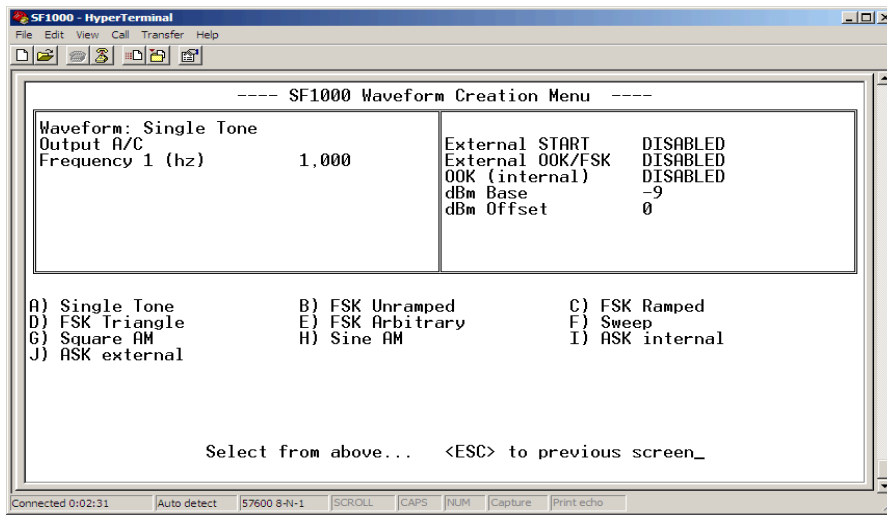 SF1000 - HyperTerminal
File Edit View Call Transfer Help
---- SF1000 Waveform Creation Menu ----
Waveform: Single Tone
Output A/C
Frequency 1 (hz) 1,000
External START DISABLED
External OOK/FSK DISABLED
OOK (internal) DISABLED
dBm Base -9
dBm Offset 0
A) Single Tone B) FSK Unramped C) FSK Ramped
D) FSK Triangle E) FSK Arbitrary F) Sweep
G) Square AM H) Sine AM I) ASK internal
J) ASK external
Select from above... <ESC> to previous screen_
Connected 0:02:31 Auto detect 57600 8-N-1 SCROLL CAPS NUM Capture Print echo